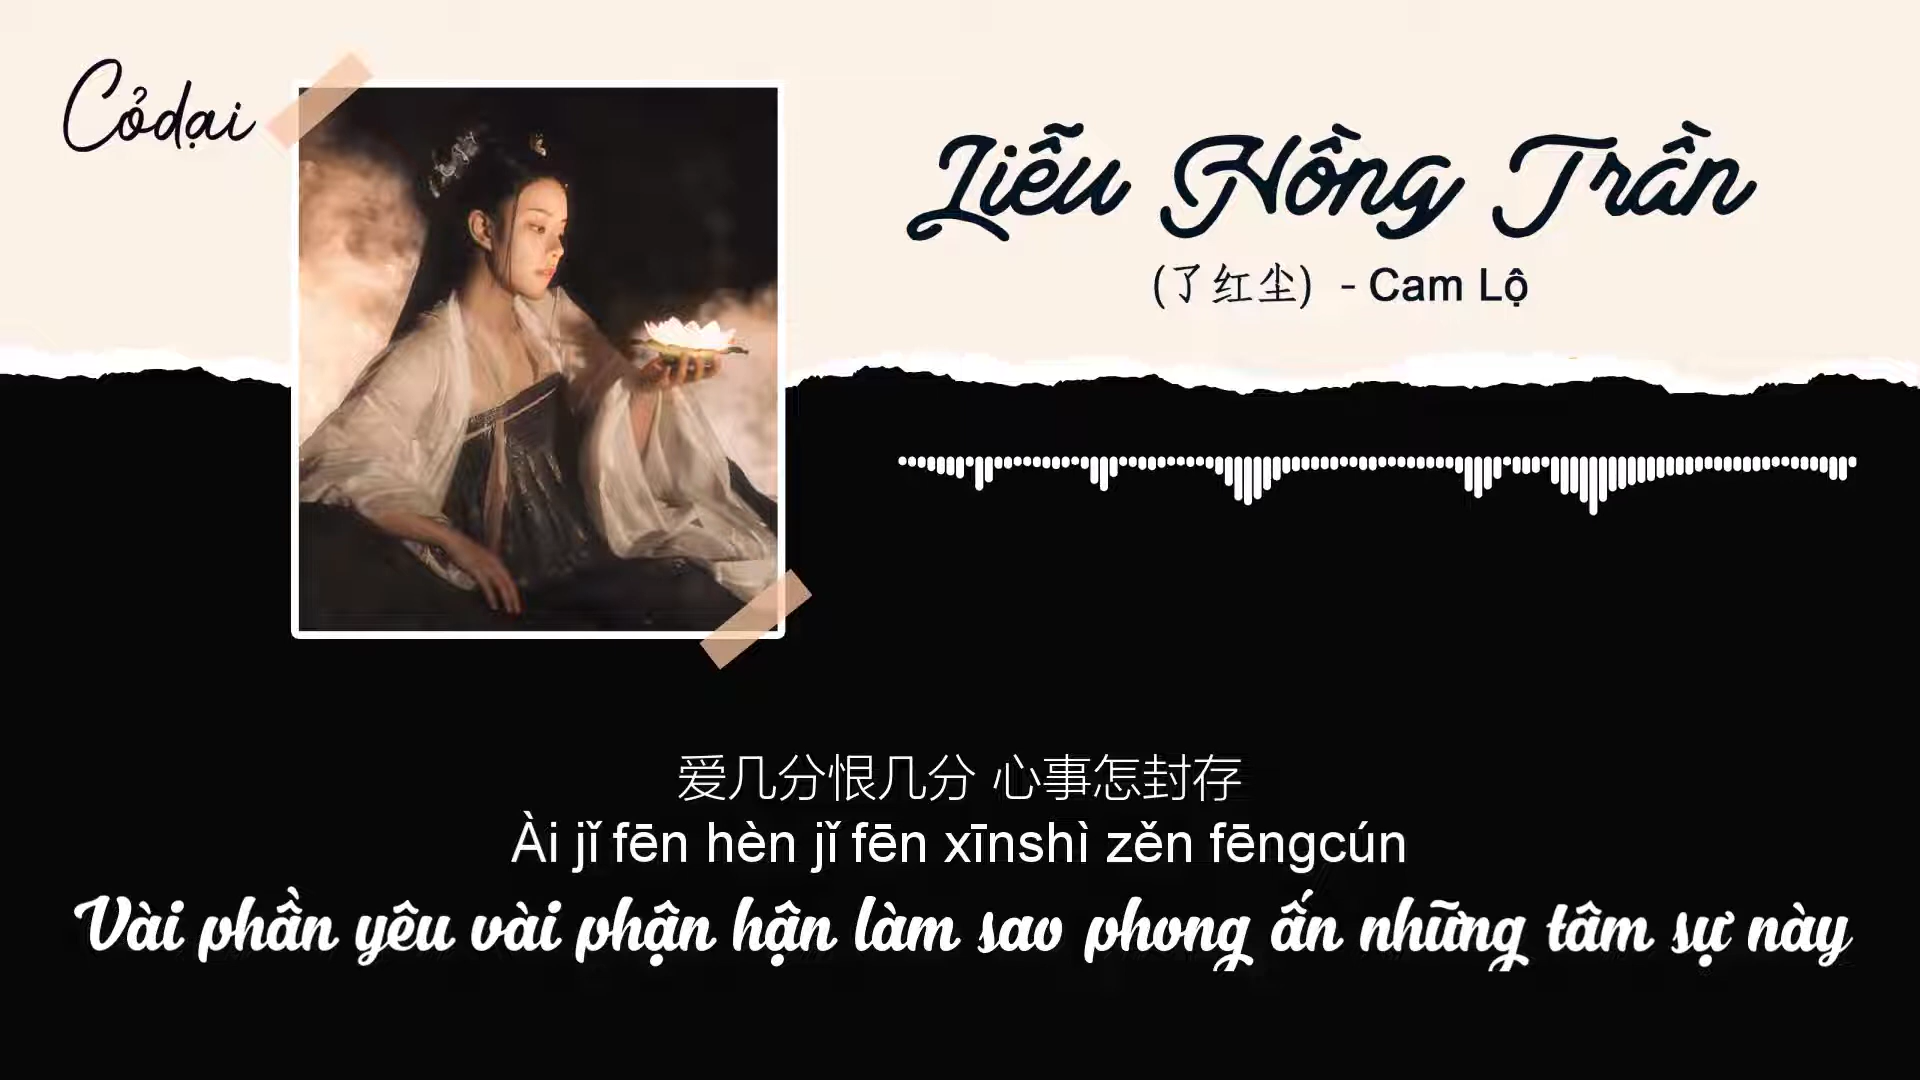 Cỏdại
Liễu Hồng Trần
(了红尘) - Cam Lộ
爱几分恨几分 心事怎封存
Ài jǐ fēn hèn jǐ fēn xīnshì zěn fēngcún
Vài phần yêu vài phận hận làm sao phong ấn những tâm sự này